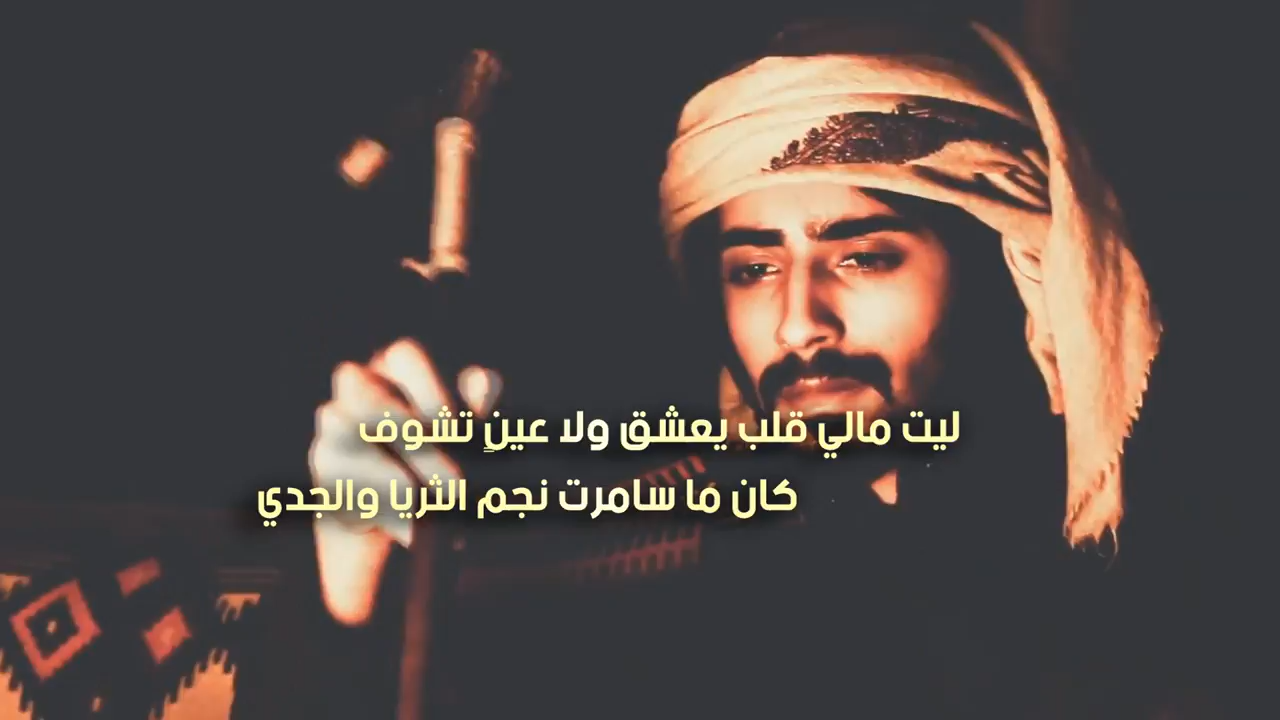 ليت مالي قلب يعشق ولا عينٍ تشوف
كان ما سامرت نجم الثريا والجدي